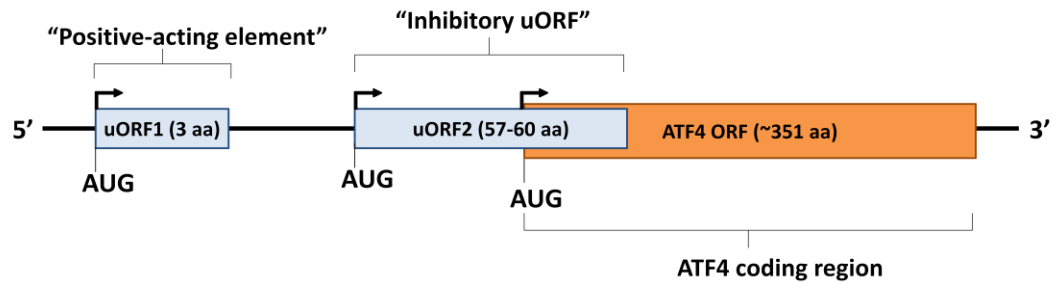 “Positive-acting element”
“Inhibitory uORF”
5’
uORF1 (3 aa)
uORF2 (57-60 aa)
ATF4 ORF (~351 aa)
3’
AUG
AUG
AUG
ATF4 coding region